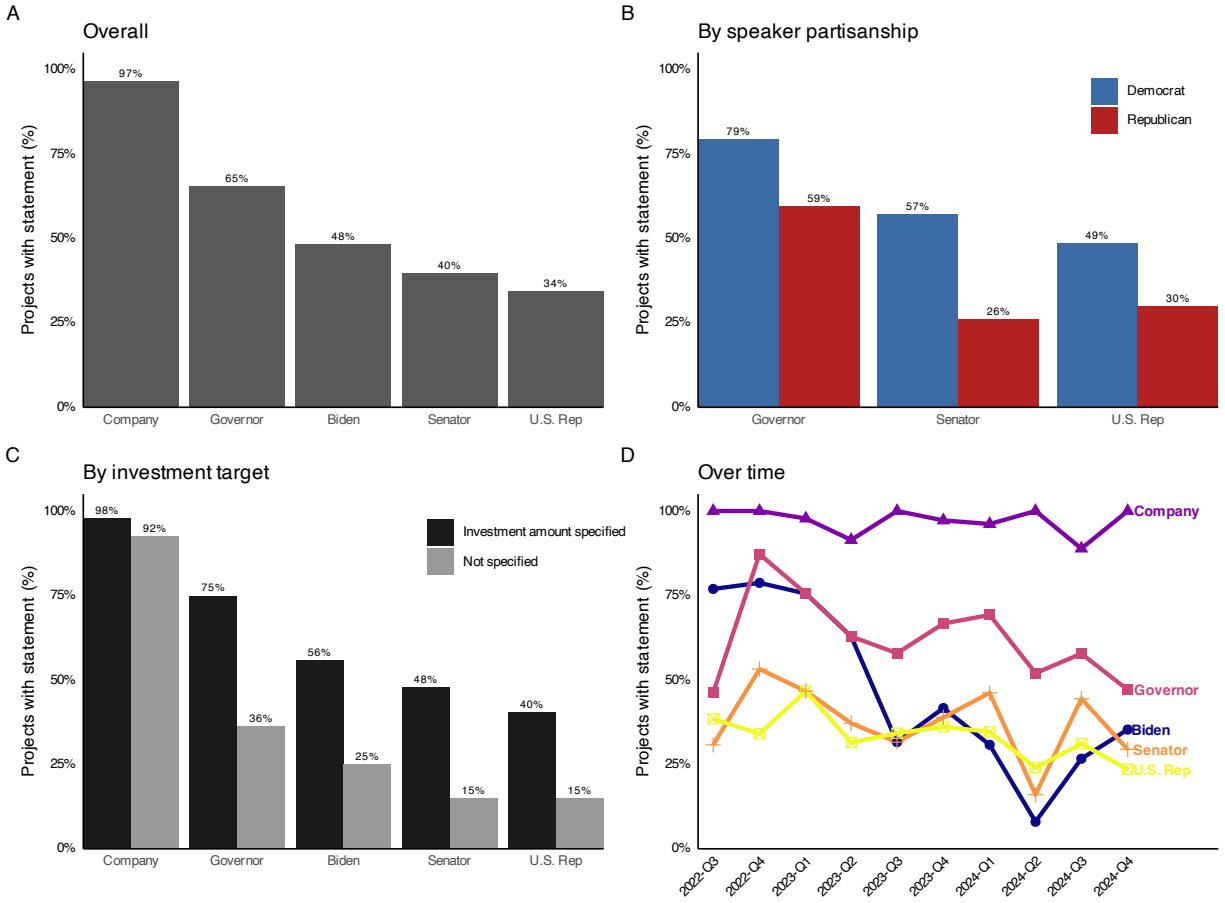 A
Overall
Projects with statement (%)
100%
75%
50%
25%
0%
97%
65%
48%
40%
34%
Company
Governor
Biden
Senator
U.S. Rep
B
By speaker partisanship
Projects with statement (%)
100%
75%
50%
25%
0%
Democrat
Republican
79%
59%
57%
26%
49%
30%
Governor
Senator
U.S. Rep
C
By investment target
Projects with statement (%)
100%
75%
50%
25%
0%
Investment amount specified
Not specified
98%
92%
75%
36%
56%
25%
48%
15%
40%
15%
Company
Governor
Biden
Senator
U.S. Rep
D
Over time
Projects with statement (%)
100%
75%
50%
25%
0%
Company
Governor
Biden
Senator
U.S. Rep
2022-Q3
2022-Q4
2023-Q1
2023-Q2
2023-Q3
2023-Q4
2024-Q1
2024-Q2
2024-Q3
2024-Q4